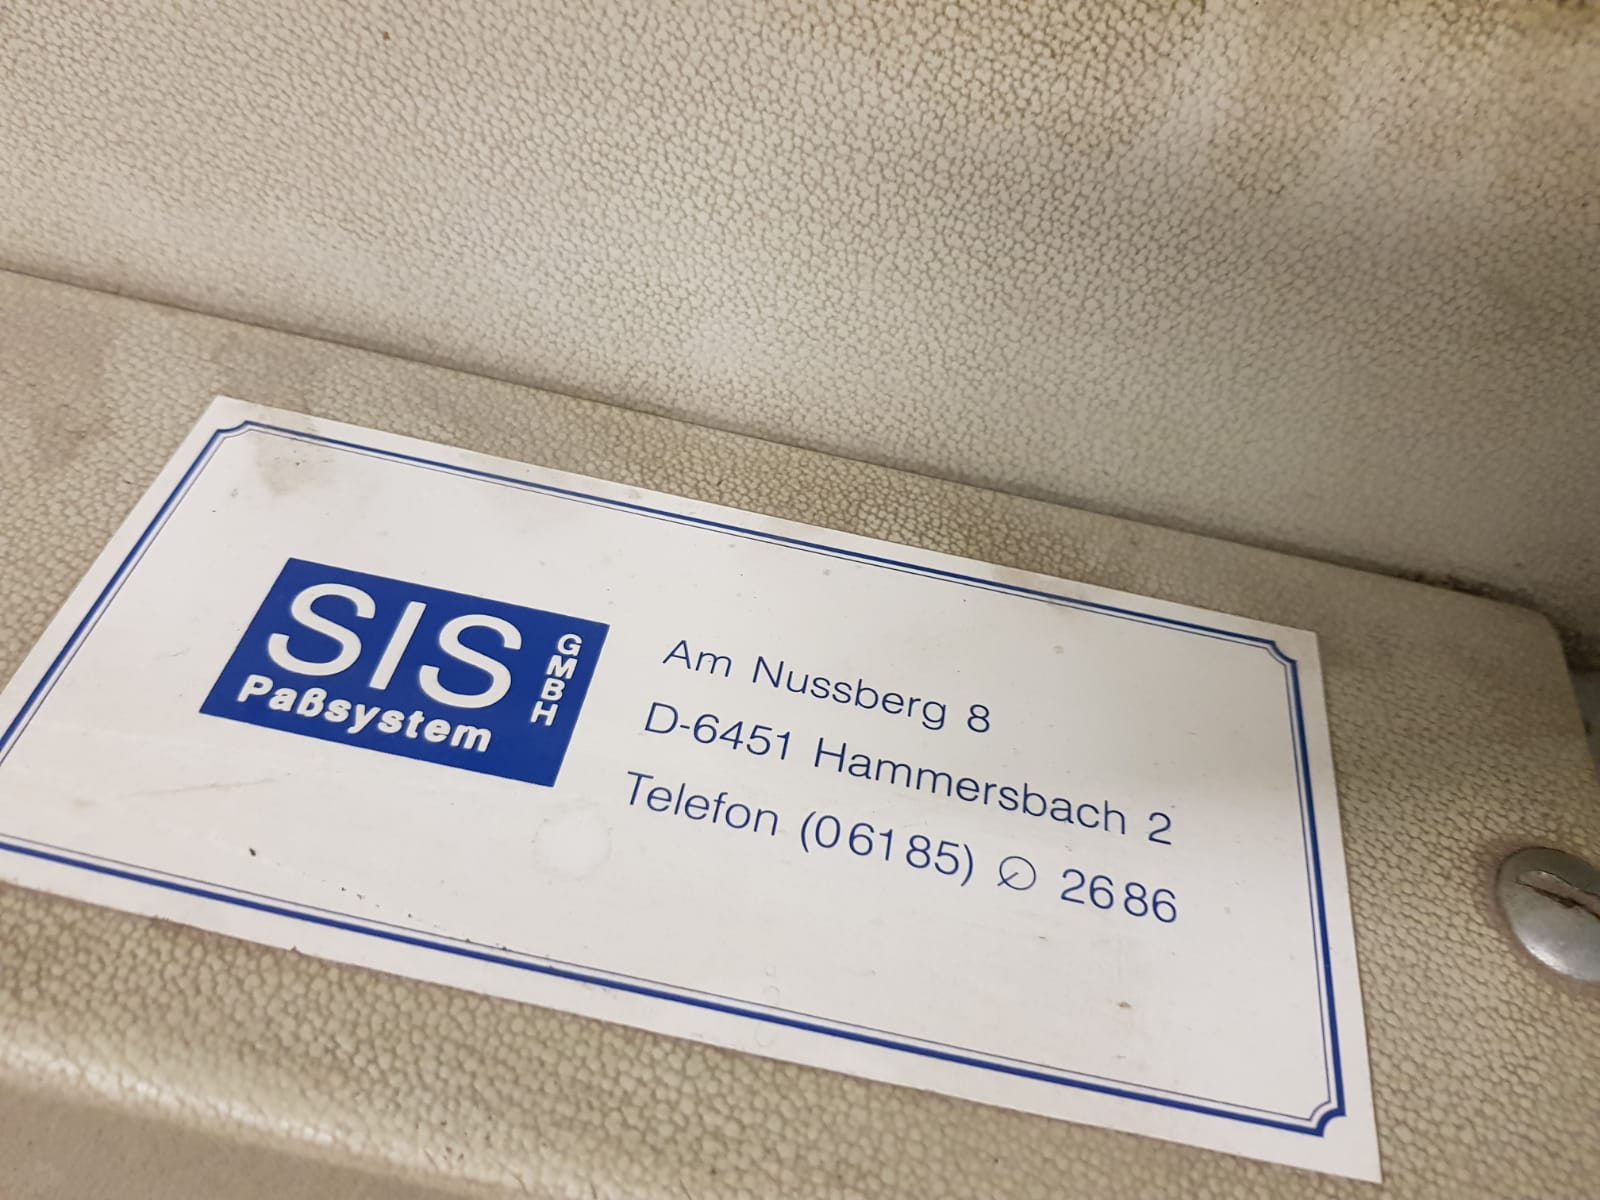 SIS GMBH
Paßsystem
Am Nussberg 8
D-6451 Hammersbach 2
Telefon (06185) ∅ 2686